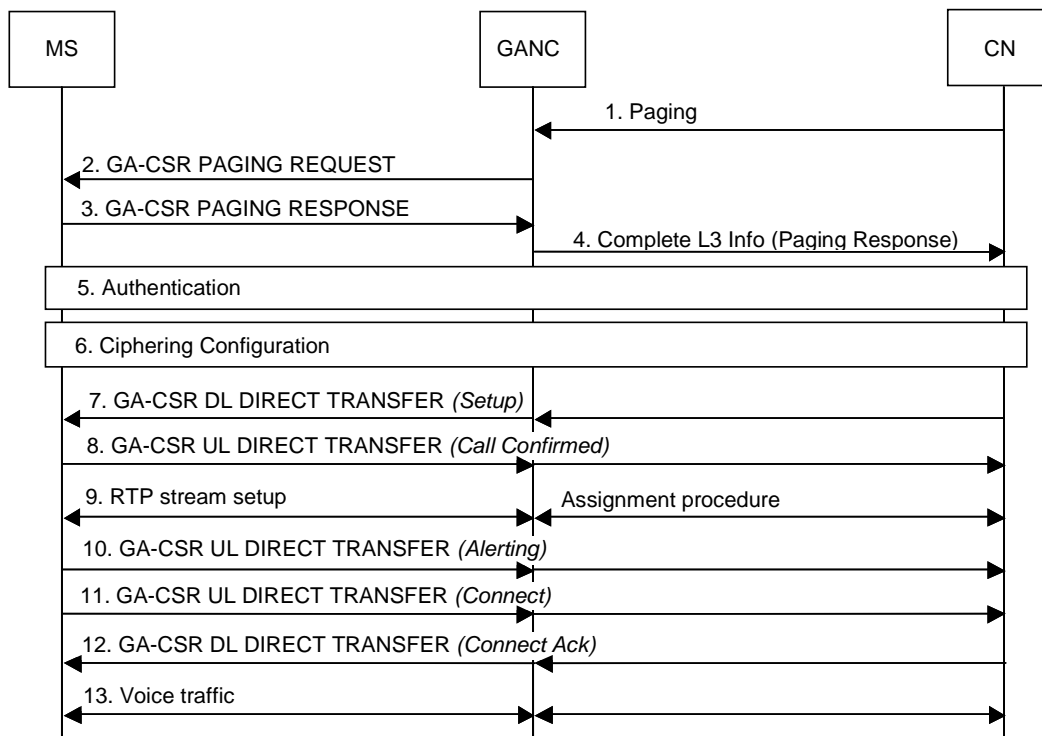 MS
GANC
CN
1. Paging
2. GA-CSR PAGING REQUEST
3. GA-CSR PAGING RESPONSE
4. Complete L3 Info (Paging Response)
5. Authentication
6. Ciphering Configuration
7. GA-CSR DL DIRECT TRANSFER (Setup)
8. GA-CSR UL DIRECT TRANSFER (Call Confirmed)
9. RTP stream setup
Assignment procedure
10. GA-CSR UL DIRECT TRANSFER (Alerting)
11. GA-CSR UL DIRECT TRANSFER (Connect)
12. GA-CSR DL DIRECT TRANSFER (Connect Ack)
13. Voice traffic